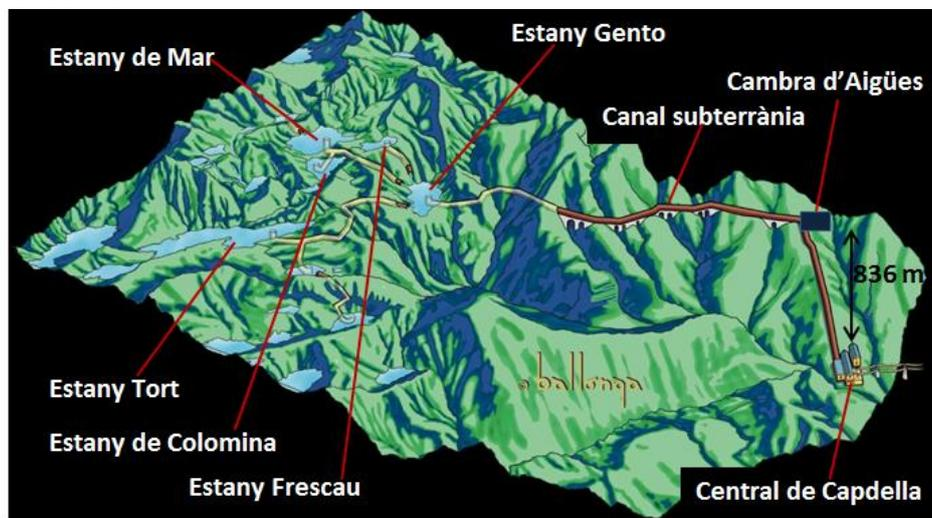 Estany Gento
Estany de Mar
Cambra d'Aigües
Canal subterrània
836 m
ballonga
Estany Tort
Estany de Colomina
Estany Frescau
Central de Capdella